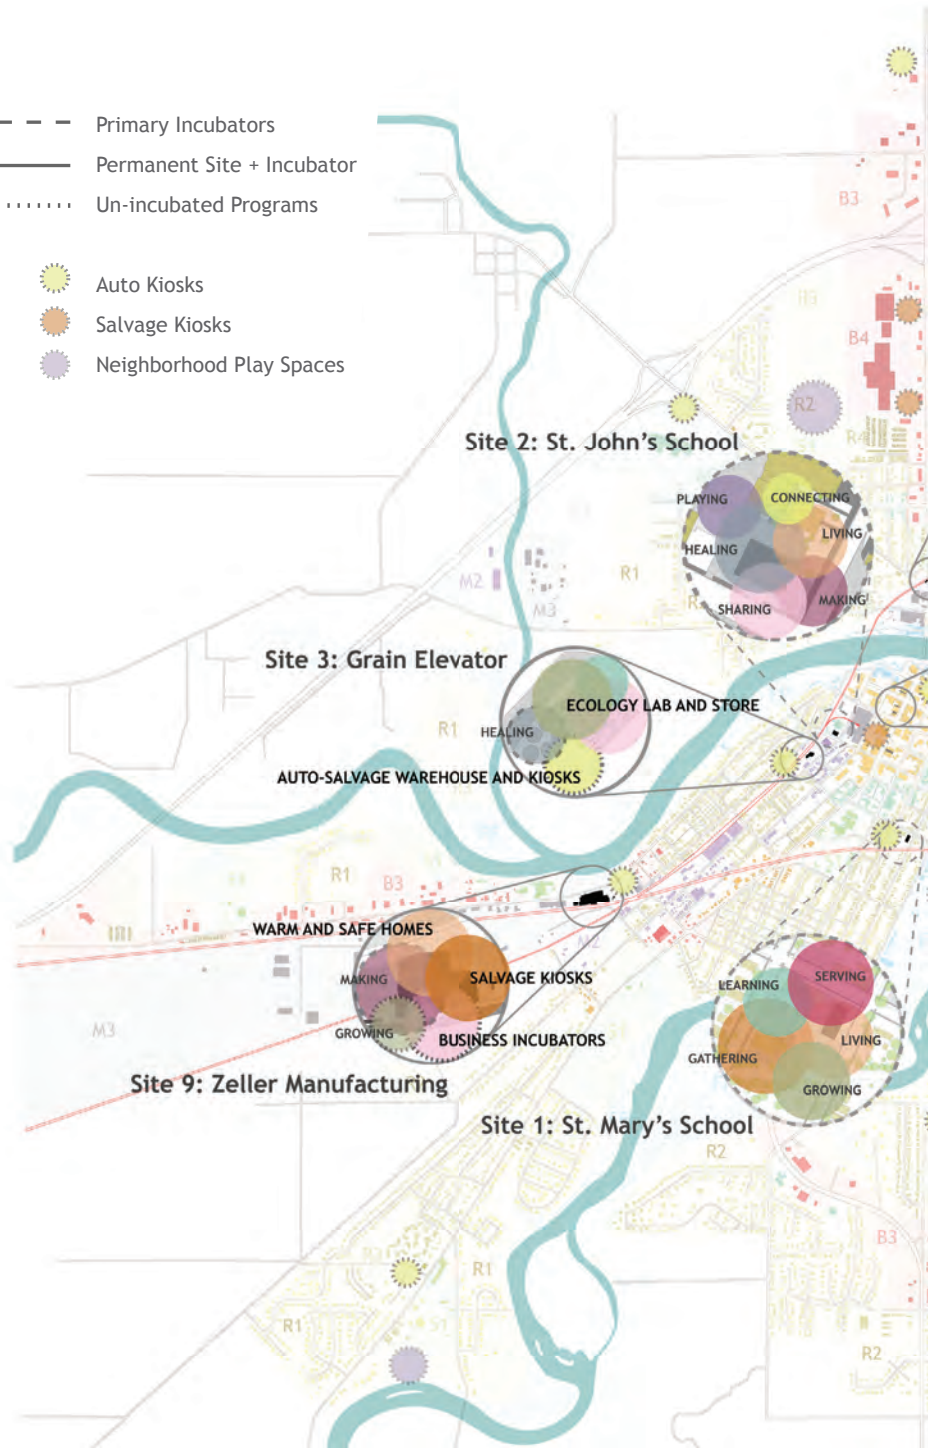 Primary Incubators
Permanent Site + Incubator
Un-incubated Programs
Auto Kiosks
Salvage Kiosks
Neighborhood Play Spaces
B3
B4
R2
R4
Site 2: St. John's School
PLAYING
CONNECTING
LIVING
HEALING
MAKING
SHARING
R1
M2
M3
Site 3: Grain Elevator
ECOLOGY LAB AND STORE
R1
HEALING
AUTO-SALVAGE WAREHOUSE AND KIOSKS
R1
B3
WARM AND SAFE HOMES
MAKING
SALVAGE KIOSKS
GROWING
BUSINESS INCUBATORS
M2
M3
Site 9: Zeller Manufacturing
LEARNING
SERVING
LIVING
GATHERING
GROWING
Site 1: St. Mary's School
R2
B3
R1
R1
S1
R2